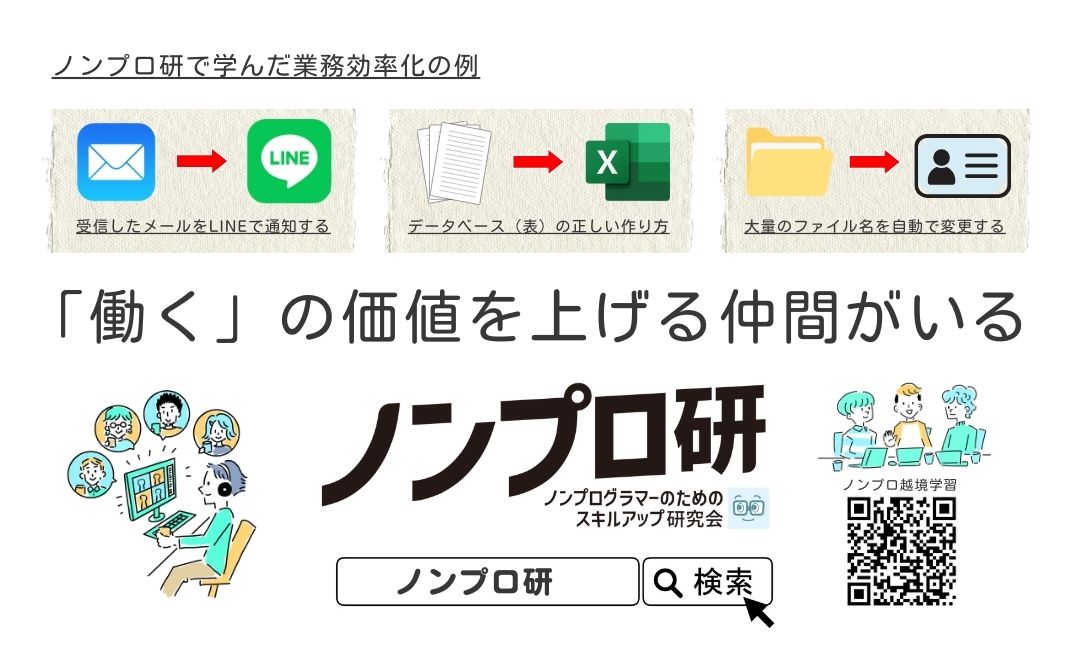 ノンプロ研で学んだ業務効率化の例
LINE
X
受信したメールをLINEで通知する
データベース（表）の正しい作り方
大量のファイル名を自動で変更する
「働く」の価値を上げる仲間がいる
ノンプロ研
ノンプログラマーのための
スキルアップ研究会
ノンプロ越境学習
ノンプロ研
検索